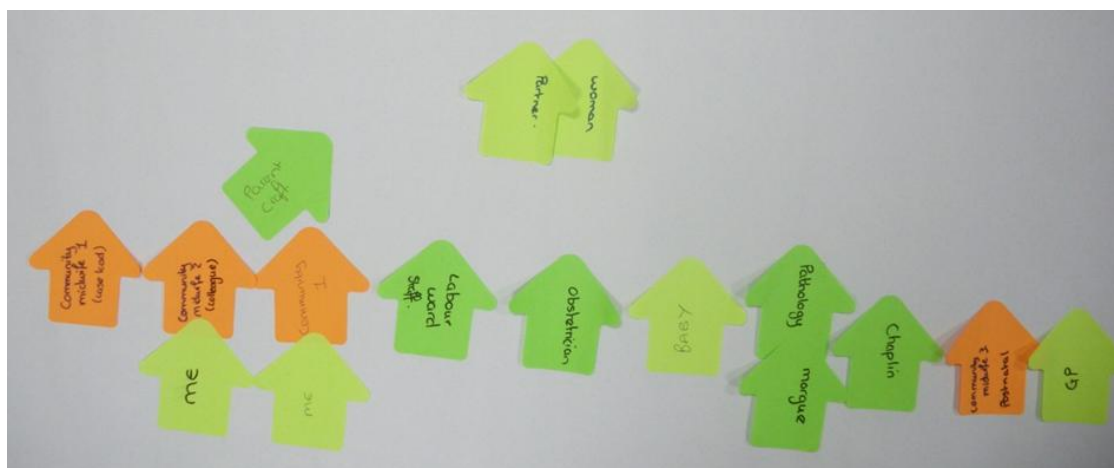 Partner.
woman
Parent
Craft
Community
midwife 1
(case load)
Community
midwife 2
(colleague)
Community
1
Labour
ward
Staff.
Obstetrician
BABY
Pathology
morgue
Chaplin
Community
midwife 3
Postnatal
GP
ME
ME